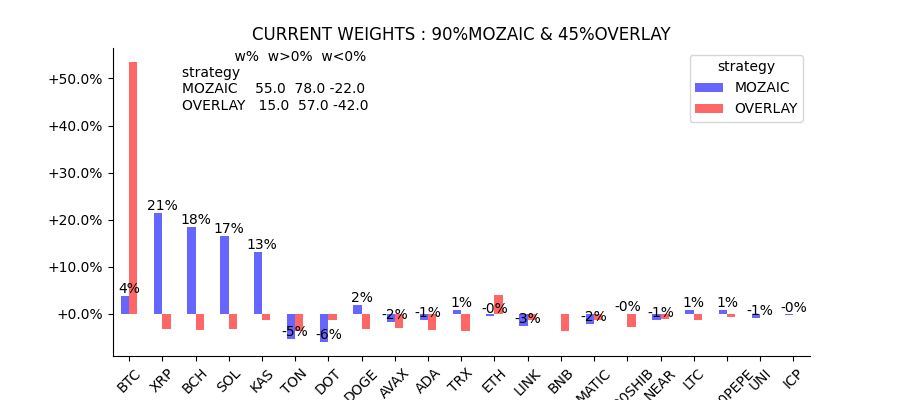 CURRENT WEIGHTS : 90%MOZAIC & 45%OVERLAY
w% w>0% w<0%
strategy
MOZAIC 55.0 78.0 -22.0
OVERLAY 15.0 57.0 -42.0
strategy
MOZAIC
OVERLAY
+50.0%
+40.0%
+30.0%
+20.0%
+10.0%
+0.0%
4%
21%
18%
17%
13%
-5%
-6%
2%
-2%
-1%
1%
-0%
-3%
-2%
-0%
-1%
1%
1%
-1%
-0%
BTC
XRP
BCH
SOL
KAS
TON
DOT
DOGE
AVAX
ADA
TRX
ETH
LINK
BNB
MATIC
00SHIB
NEAR
LTC
0PEPE
UNI
ICP